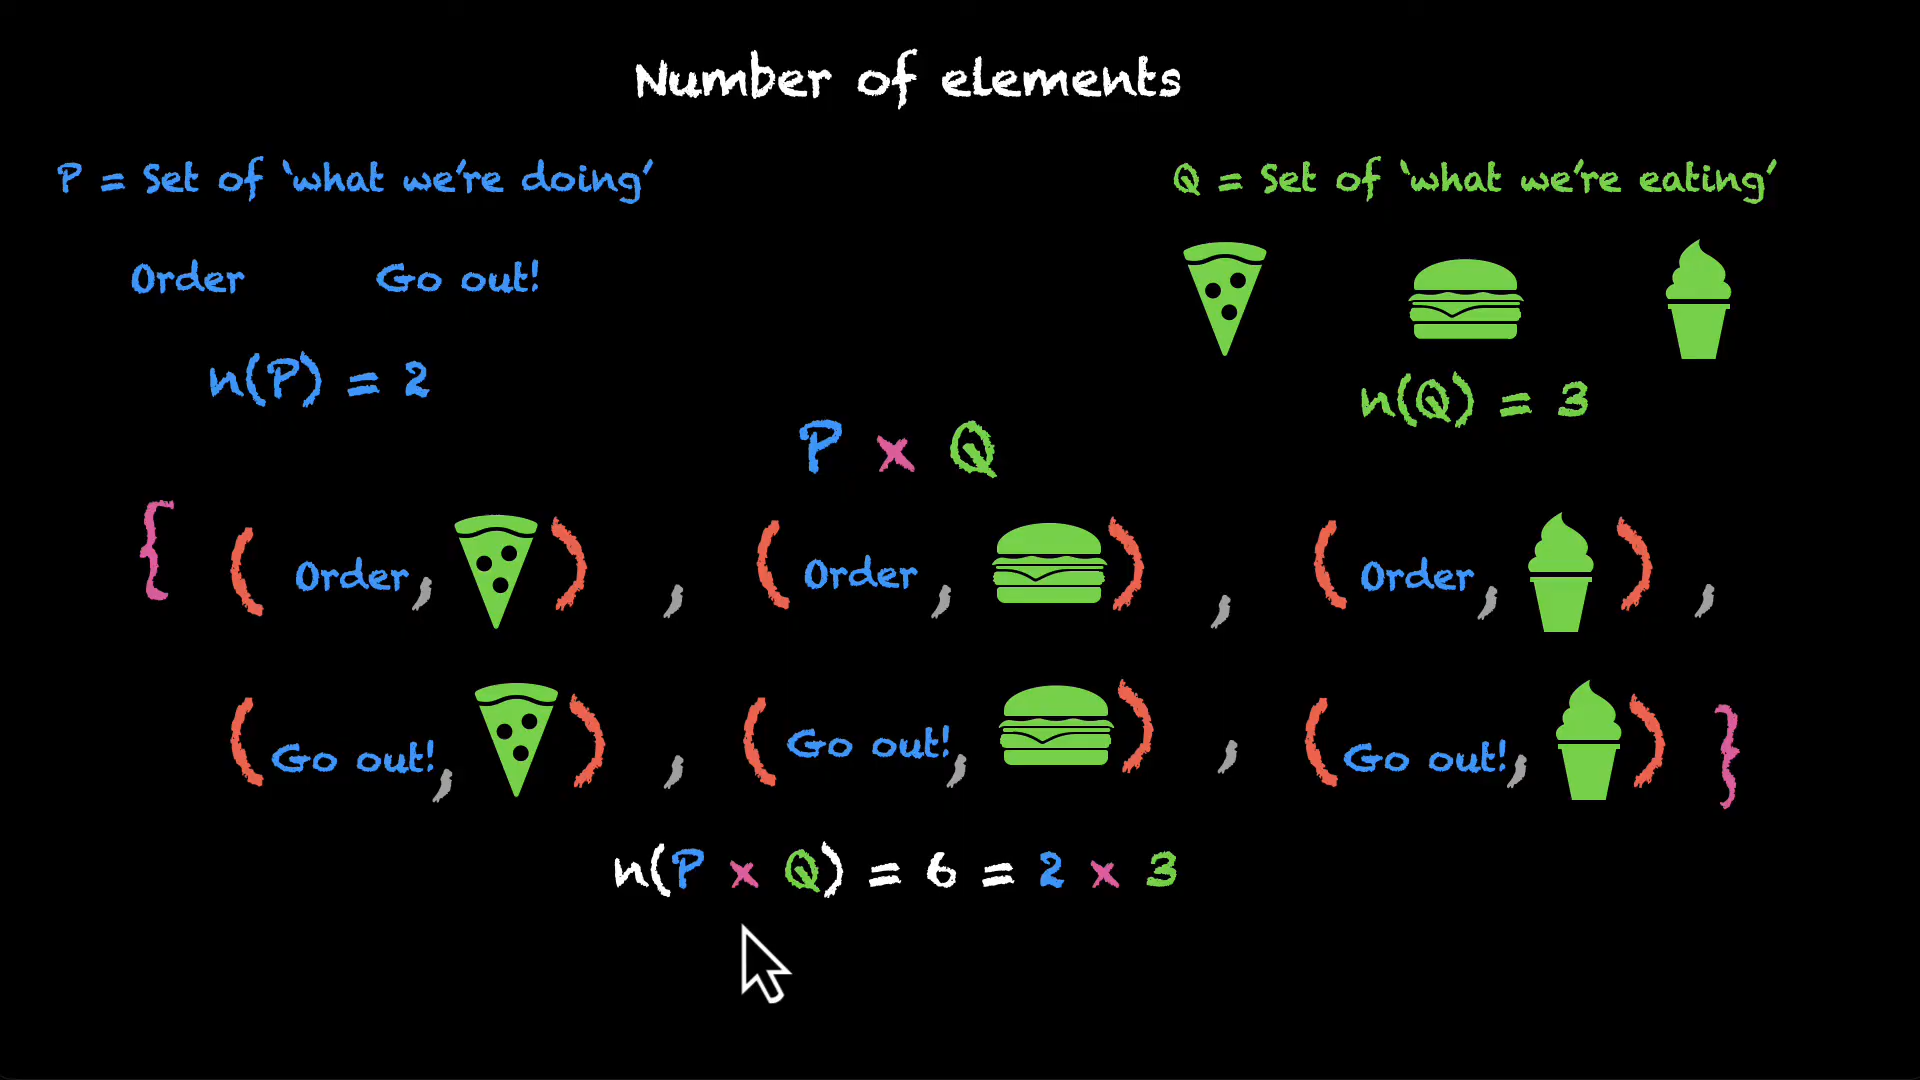 Number of elements
P = Set of 'what we're doing'
Q = Set of 'what we're eating'
Order Go out!
n(P) = 2
n(Q) = 3
P x Q
{ ( Order, ) , ( Order, ) , ( Order, ) ,
( Go out!, ) , ( Go out!, ) , ( Go out!, ) }
n(P x Q) = 6 = 2 x 3